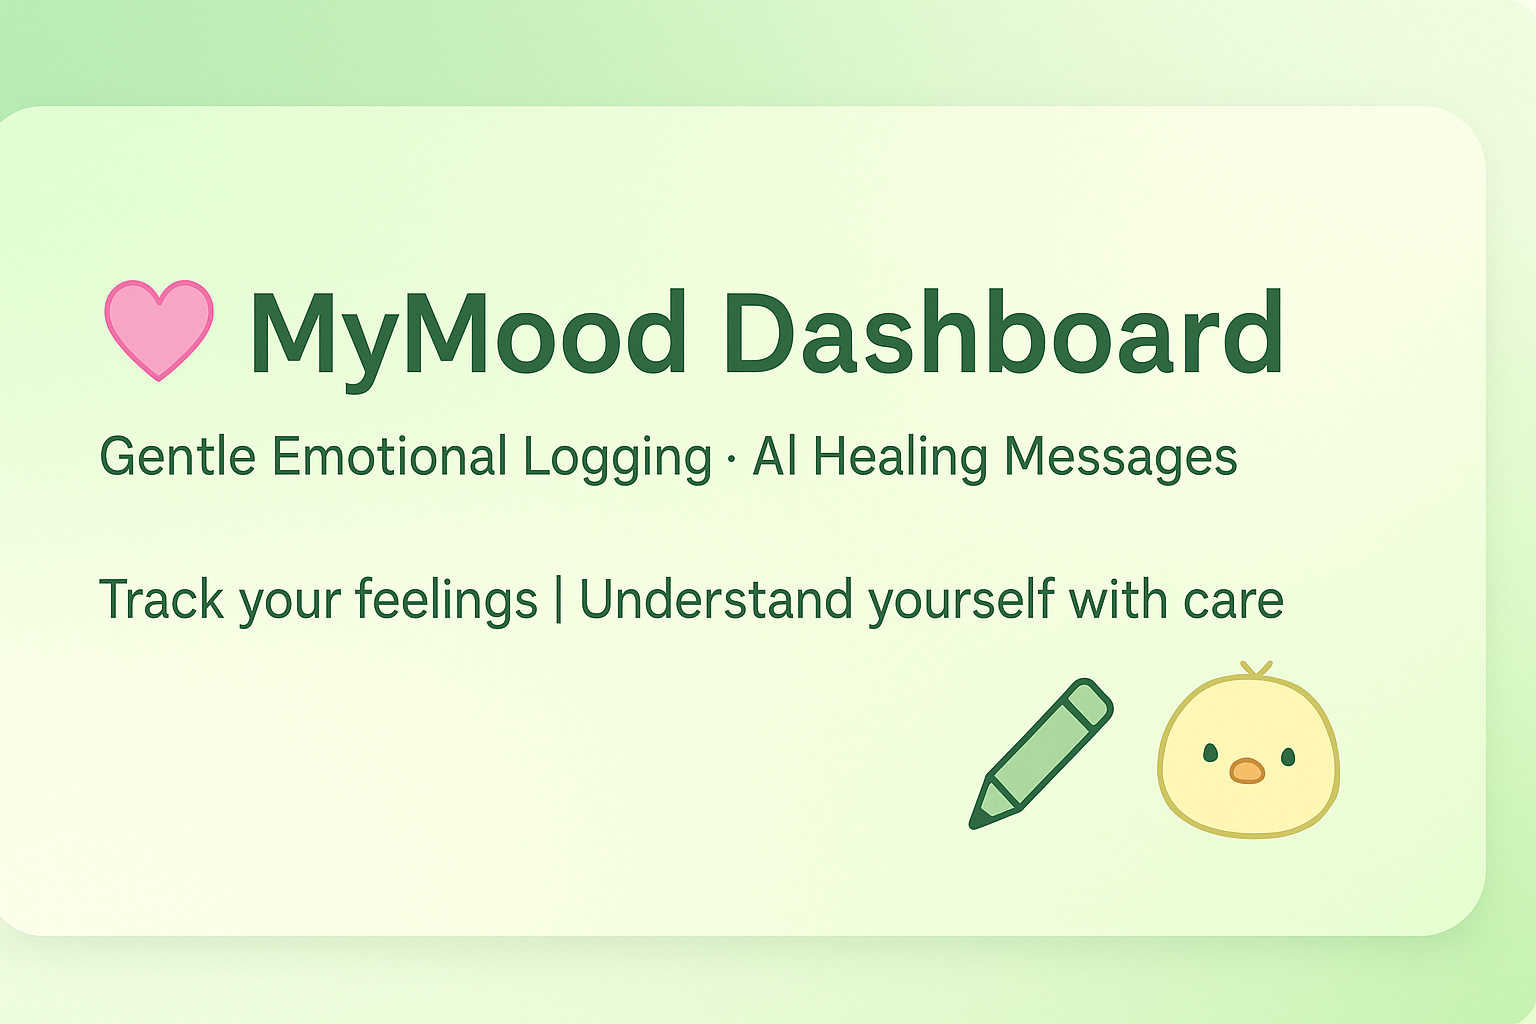 MyMood Dashboard
Gentle Emotional Logging · AI Healing Messages
Track your feelings | Understand yourself with care